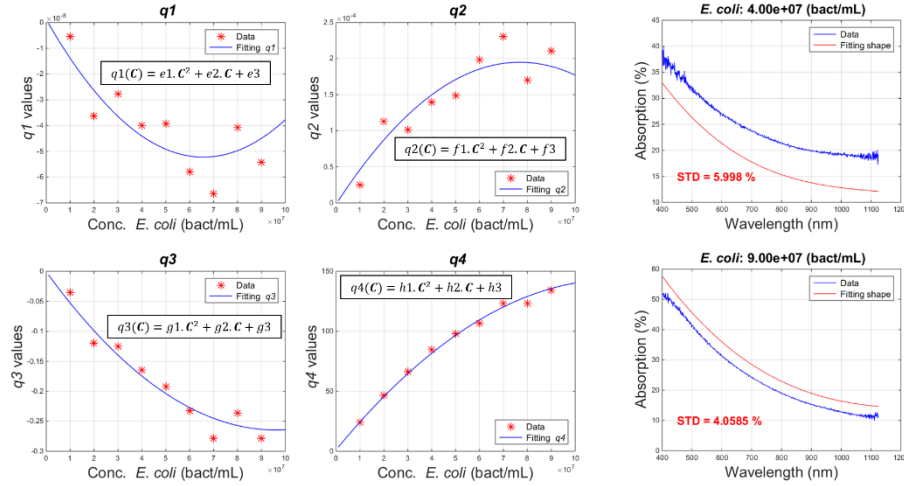 q1
×10⁻⁸
0
-1
-2
-3
-4
-5
-6
-7
q1 values
Data
Fitting q1
q1(C) = e1.C² + e2.C + e3
0 1 2 3 4 5 6 7 8 9 10
×10⁷
Conc. E. coli (bact/mL)
q2
×10⁻⁴
2.5
2
1.5
1
0.5
0
q2 values
q2(C) = f1.C² + f2.C + f3
Data
Fitting q2
0 1 2 3 4 5 6 7 8 9 10
×10⁷
Conc. E. coli (bact/mL)
E. coli: 4.00e+07 (bact/mL)
40
35
30
25
20
15
10
Absorption (%)
Data
Fitting shape
STD = 5.998 %
400 500 600 700 800 900 1000 1100 1200
Wavelength (nm)
q3
0
-0.05
-0.1
-0.15
-0.2
-0.25
-0.3
q3 values
Data
Fitting q3
q3(C) = g1.C² + g2.C + g3
0 1 2 3 4 5 6 7 8 9 10
×10⁷
Conc. E. coli (bact/mL)
q4
150
100
50
0
q4 values
q4(C) = h1.C² + h2.C + h3
Data
Fitting q4
0 1 2 3 4 5 6 7 8 9 10
×10⁷
Conc. E. coli (bact/mL)
E. coli: 9.00e+07 (bact/mL)
60
50
40
30
20
10
0
Absorption (%)
Data
Fitting shape
STD = 4.0585 %
400 500 600 700 800 900 1000 1100 1200
Wavelength (nm)